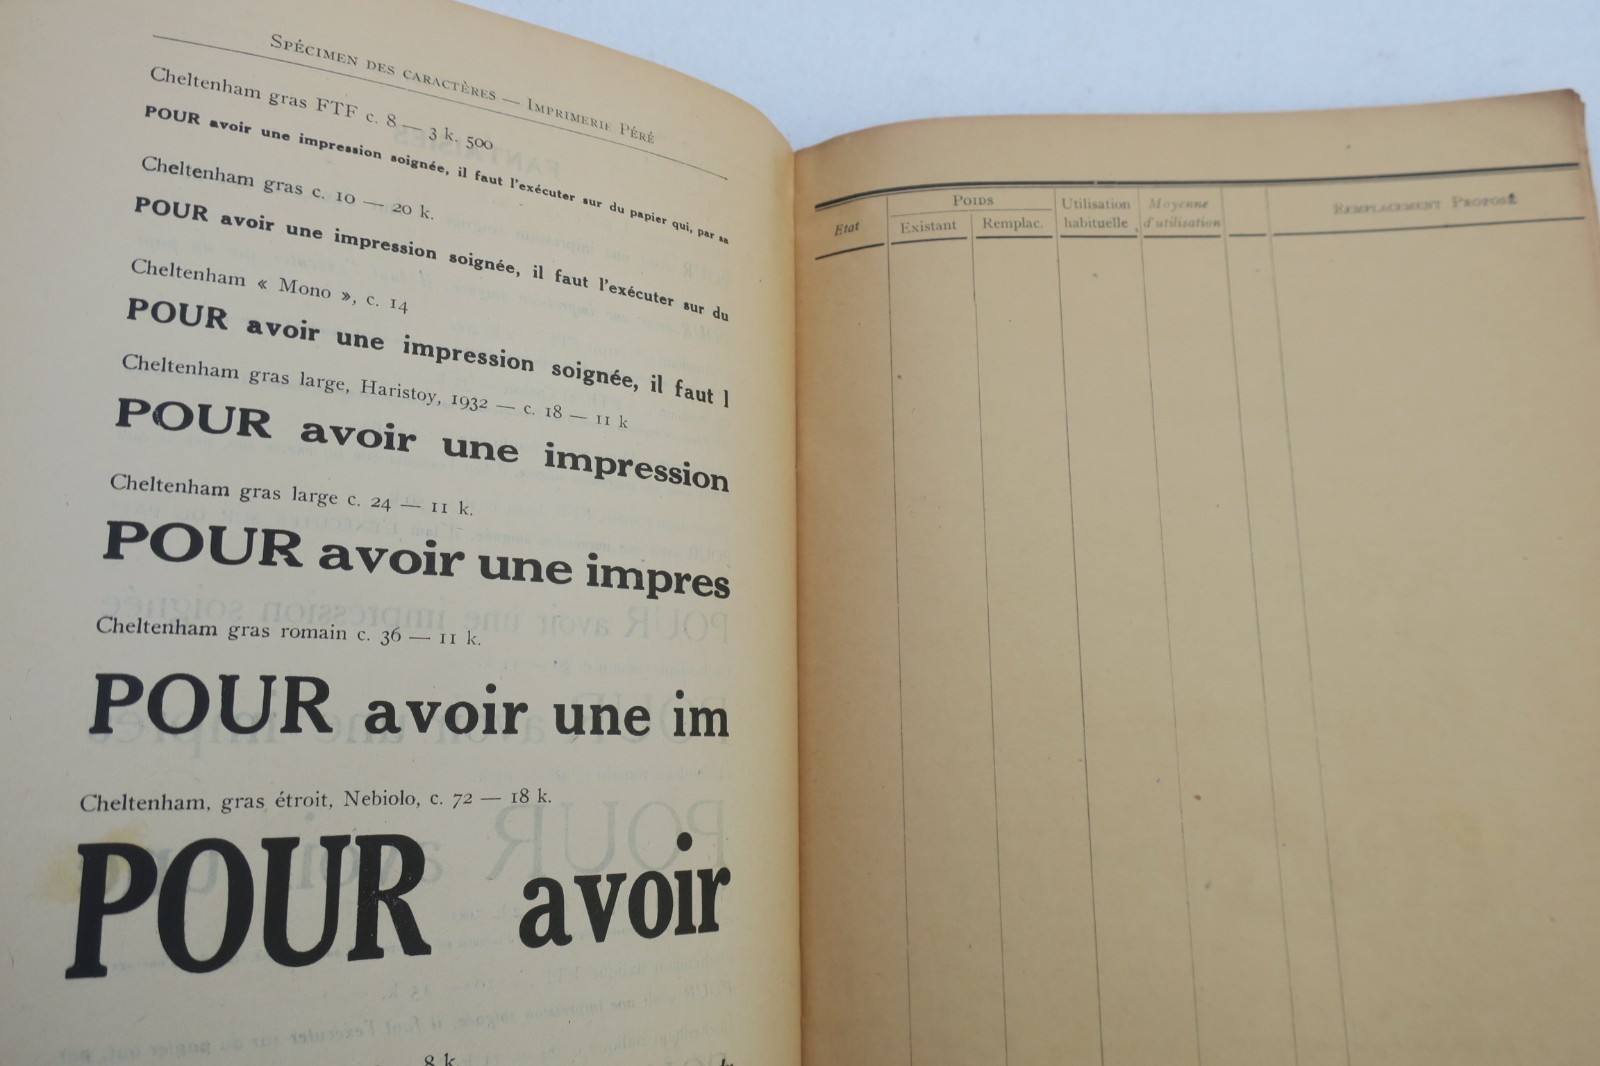 Spécimen des caractères — Imprimerie Péré
Cheltenham gras FTF c. 8 — 3 k. 500
POUR avoir une impression soignée, il faut l'exécuter sur du papier qui, par sa
Cheltenham gras c. 10 — 20 k.
POUR avoir une impression soignée, il faut l'exécuter sur du
Cheltenham « Mono », c. 14
POUR avoir une impression soignée, il faut l
Cheltenham gras large, Haristoy, 1932 — c. 18 — 11 k
POUR avoir une impression
Cheltenham gras large c. 24 — 11 k.
POUR avoir une impres
Cheltenham gras romain c. 36 — 11 k.
POUR avoir une im
Cheltenham, gras étroit, Nebiolo, c. 72 — 18 k.
POUR avoir
8 k.
Etat
Poids
Existant
Remplac.
Utilisation
habituelle
Moyenne
d'utilisation
Remplacement Proposé